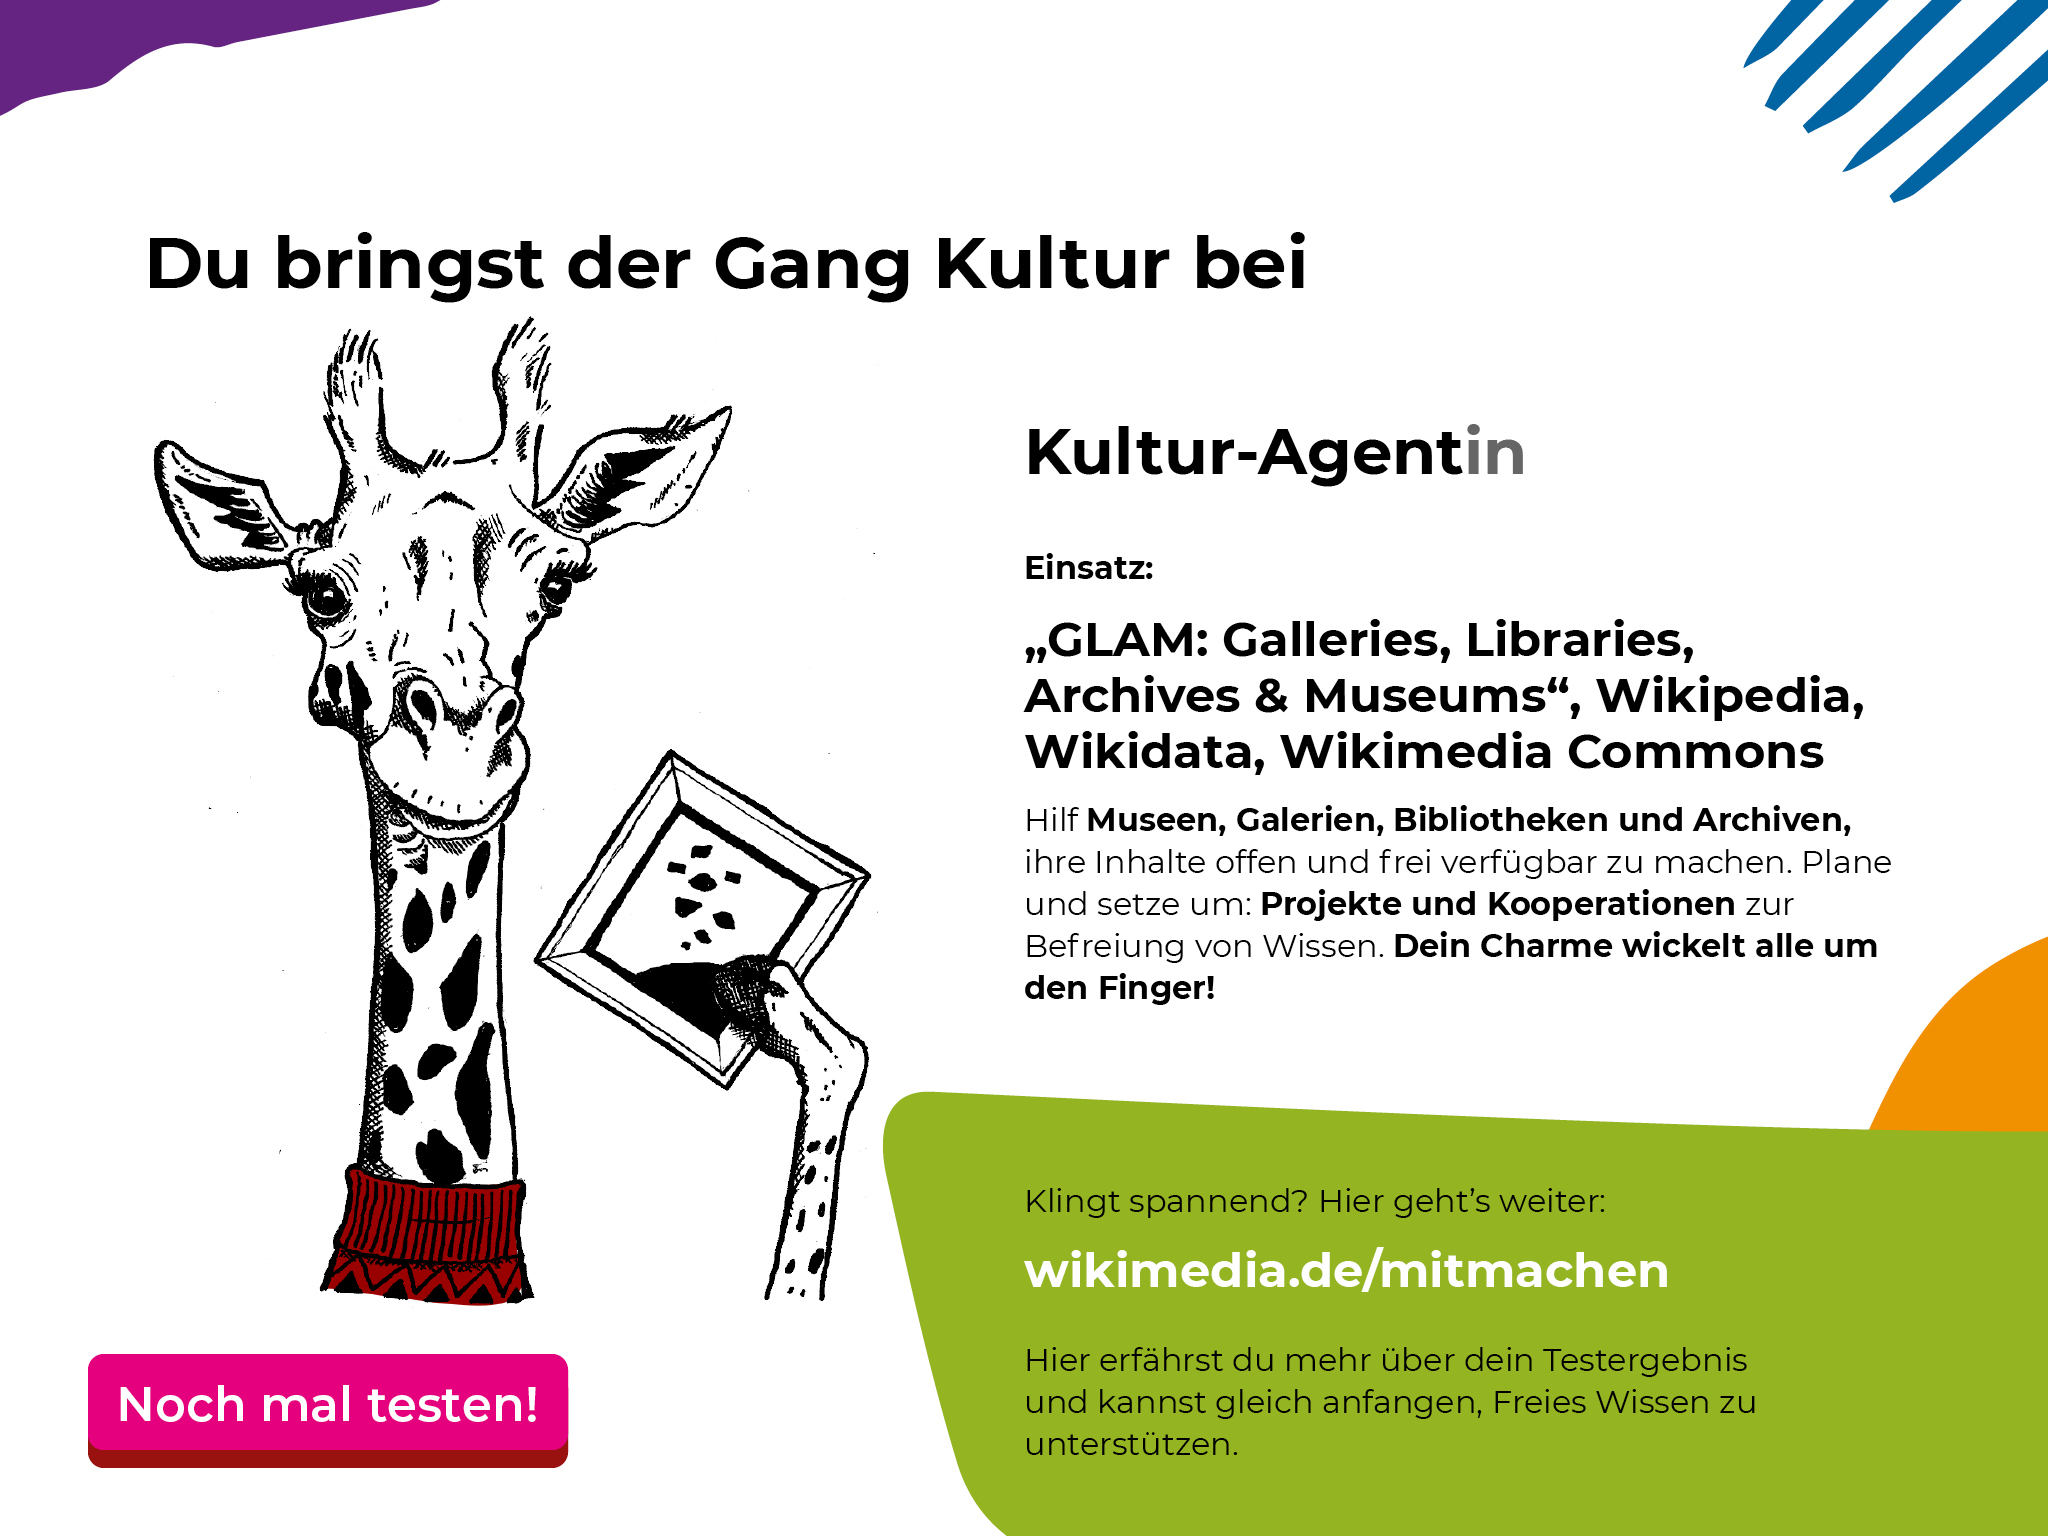 Du bringst der Gang Kultur bei
Kultur-Agentin
Einsatz:
„GLAM: Galleries, Libraries,
Archives & Museums“, Wikipedia,
Wikidata, Wikimedia Commons
Hilf Museen, Galerien, Bibliotheken und Archiven,
ihre Inhalte offen und frei verfügbar zu machen. Plane
und setze um: Projekte und Kooperationen zur
Befreiung von Wissen. Dein Charme wickelt alle um
den Finger!
Klingt spannend? Hier geht’s weiter:
wikimedia.de/mitmachen
Hier erfährst du mehr über dein Testergebnis
und kannst gleich anfangen, Freies Wissen zu
unterstützen.
Noch mal testen!